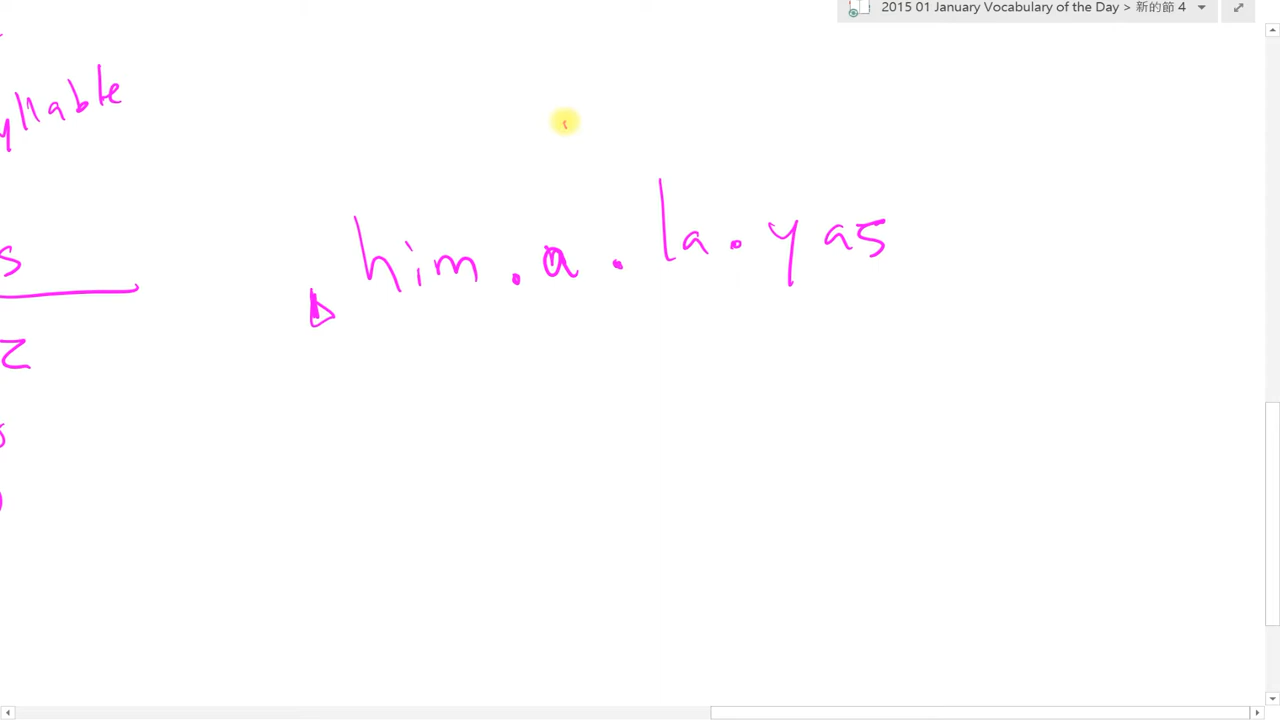 2015 01 January Vocabulary of the Day > 新的節 4
yllable
him.a.la.yas
s
z